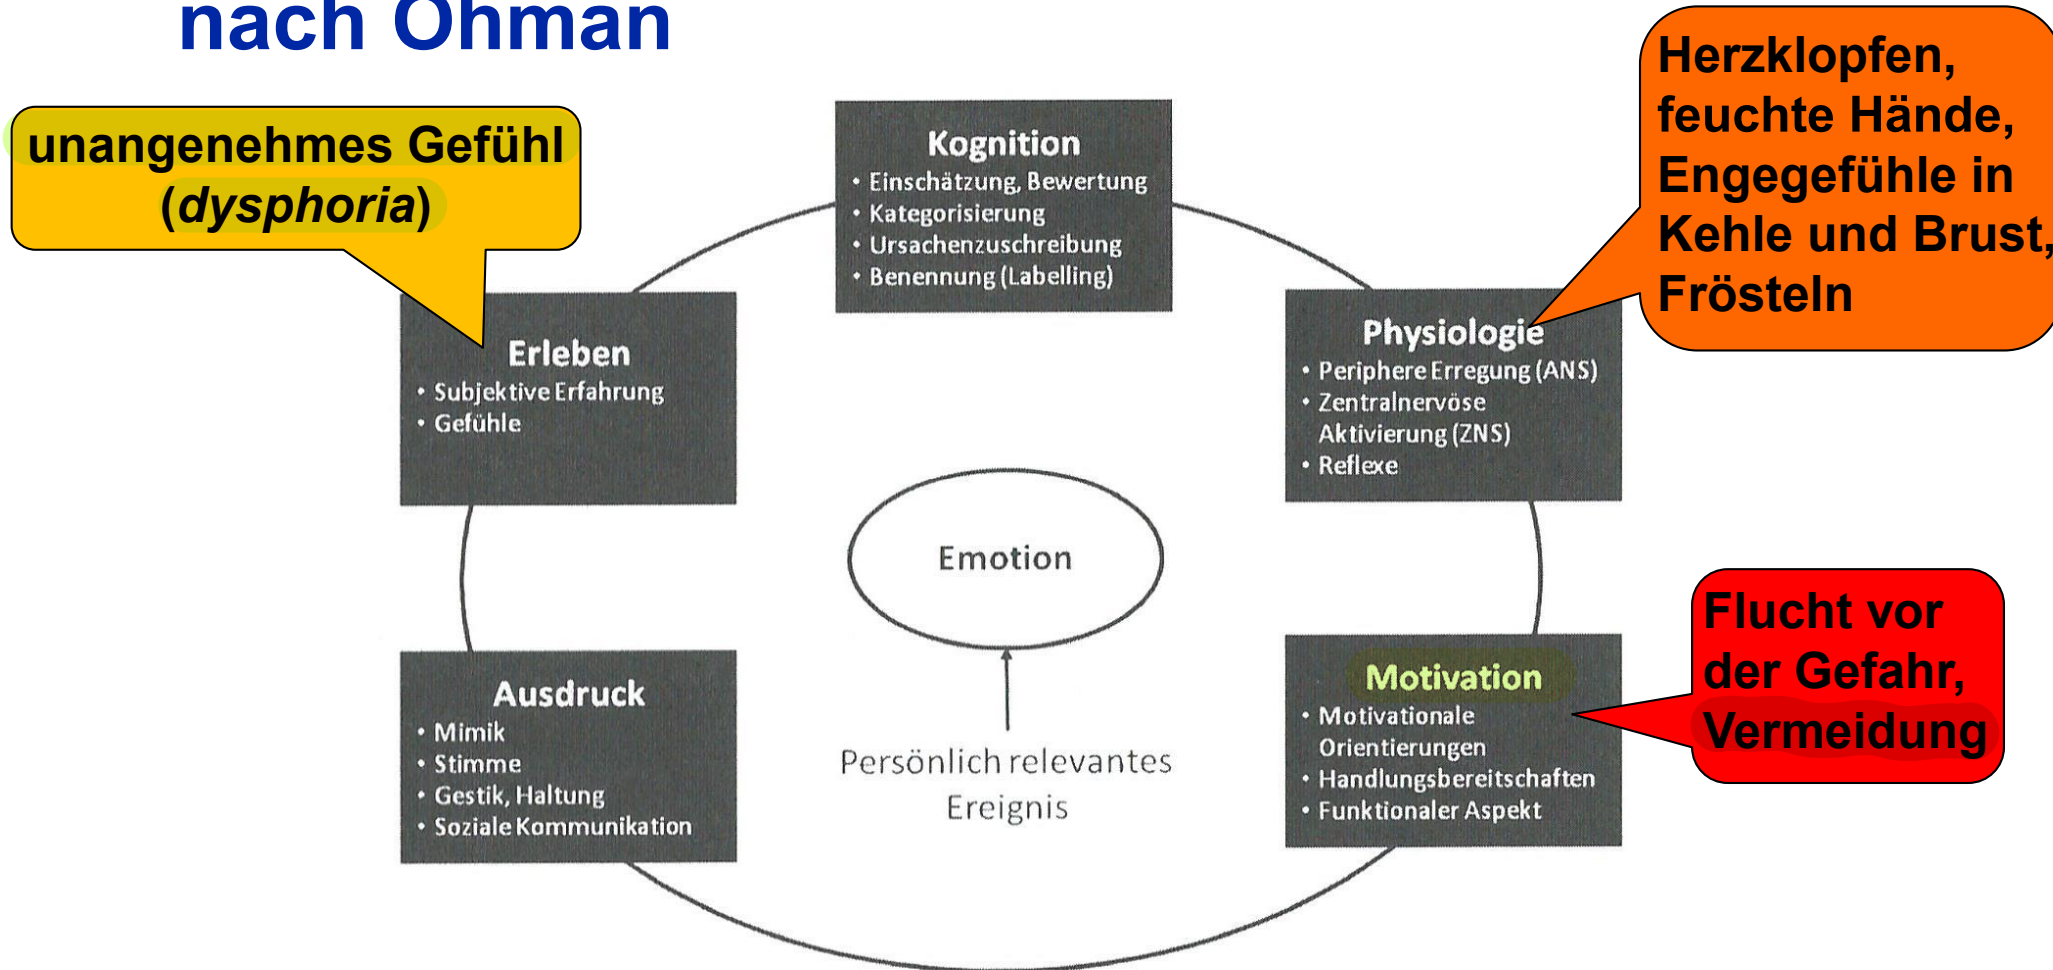 nach Öhman
unangenehmes Gefühl
(dysphoria)
Herzklopfen,
feuchte Hände,
Engegefühle in
Kehle und Brust,
Frösteln
Kognition
• Einschätzung, Bewertung
• Kategorisierung
• Ursachenzuschreibung
• Benennung (Labelling)
Erleben
• Subjektive Erfahrung
• Gefühle
Physiologie
• Periphere Erregung (ANS)
• Zentralnervöse
Aktivierung (ZNS)
• Reflexe
Emotion
Persönlich relevantes
Ereignis
Ausdruck
• Mimik
• Stimme
• Gestik, Haltung
• Soziale Kommunikation
Motivation
• Motivationale
Orientierungen
• Handlungsbereitschaften
• Funktionaler Aspekt
Flucht vor
der Gefahr,
Vermeidung